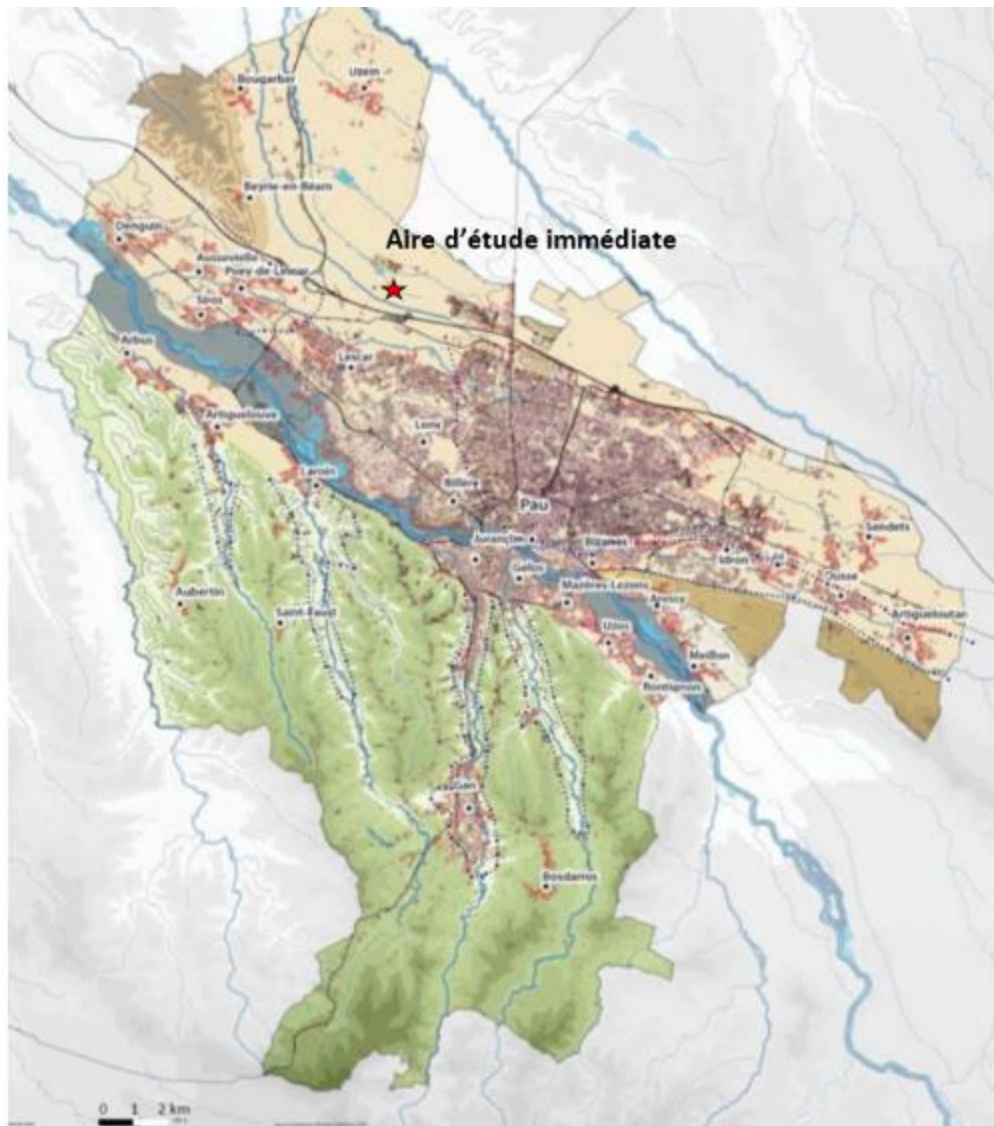 Bougarber
Uzein
Beyrie-en-Béarn
Aire d'étude immédiate
Denguin
Aussevielle
Poey-de-Lescar
Siros
Arbus
Lescar
Artiguelouve
Lons
Laroin
Billère
Pau
Sendets
Jurançon
Bizanos
Idron
Gelos
Ousse
Mazères-Lezons
Aressy
Aubertin
Artigueloutan
Saint-Faust
Uzos
Meillon
Rontignon
Gan
Bosdarros
0 1 2 km